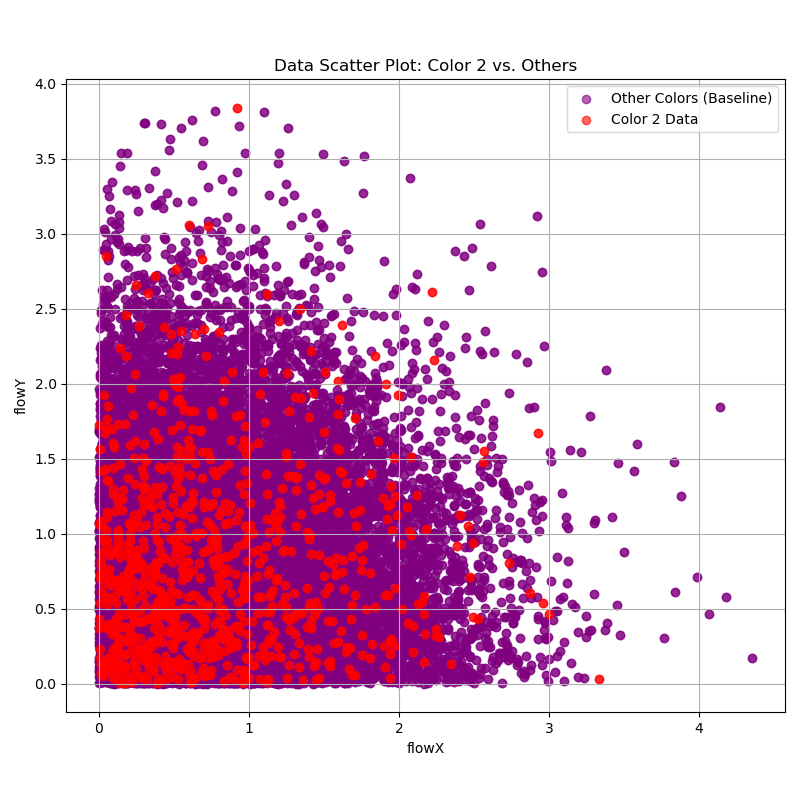 Data Scatter Plot: Color 2 vs. Others
Other Colors (Baseline)
Color 2 Data
4.0
3.5
3.0
2.5
2.0
1.5
1.0
0.5
0.0
flowY
0 1 2 3 4
flowX